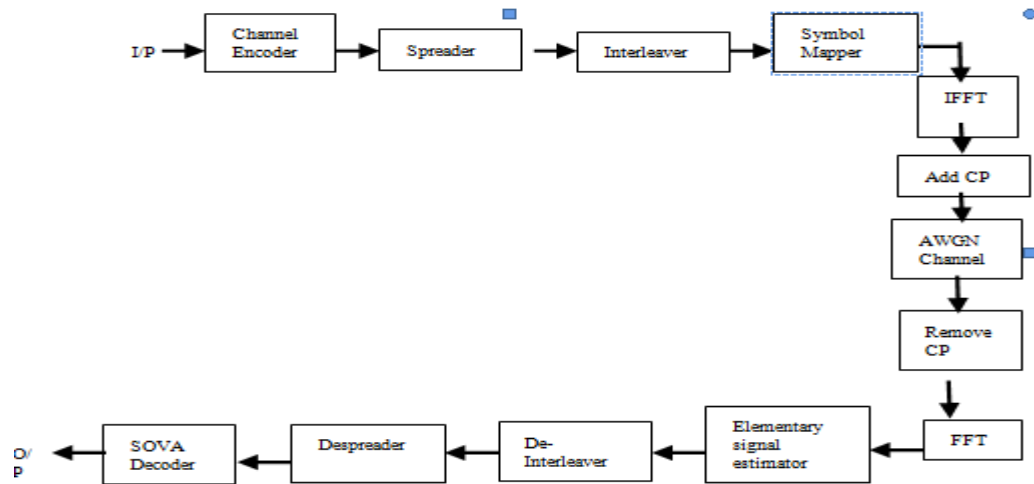 I/P
Channel
Encoder
Spreader
Interleaver
Symbol
Mapper
IFFT
Add CP
AWGN
Channel
Remove
CP
FFT
Elementary
signal
estimator
De-
Interleaver
Despreader
SOVA
Decoder
O/
P